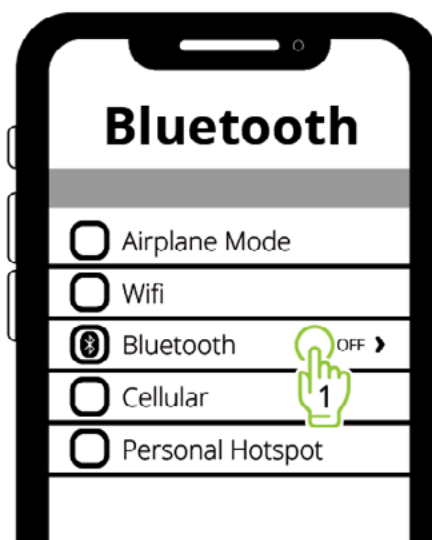 Bluetooth
Airplane Mode
Wifi
Bluetooth OFF ›
Cellular
1
Personal Hotspot